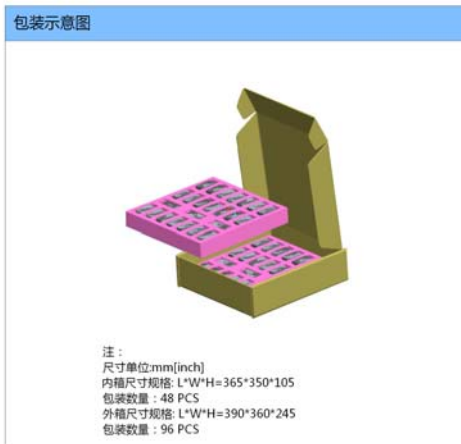 包装示意图
注：
尺寸单位:mm[inch]
内箱尺寸规格: L*W*H=365*350*105
包装数量：48 PCS
外箱尺寸规格: L*W*H=390*360*245
包装数量：96 PCS